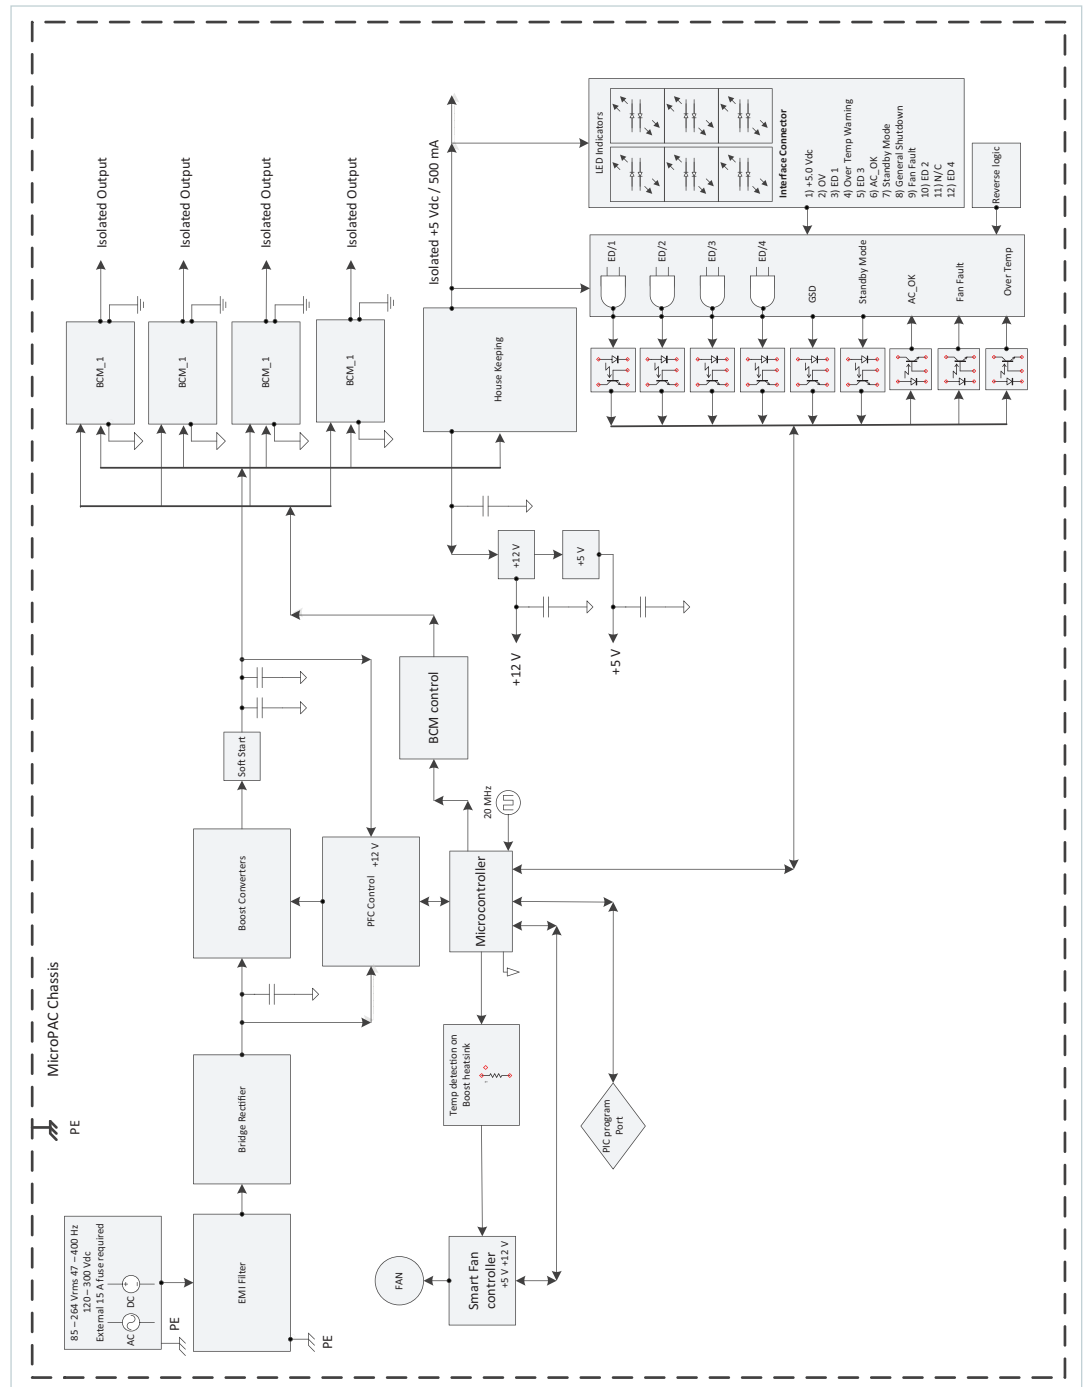 MicroPAC Chassis
PE
85 – 264 Vrms 47 – 400 Hz
120 – 300 Vdc
External 15 A fuse required
AC
DC
PE
EMI Filter
PE
Bridge Rectifier
Boost Converters
Soft Start
PFC Control
+12 V
Microcontroller
20 MHz
BCM control
Temp detection on
Boost heatsink
Smart Fan
controller
+5 V +12 V
FAN
PIC program
Port
BCM_1
Isolated Output
BCM_1
Isolated Output
BCM_1
Isolated Output
BCM_1
Isolated Output
House Keeping
Isolated +5 Vdc / 500 mA
+12 V
+5 V
+12 V
+5 V
LED Indicators
Interface Connector
1) +5.0 Vdc
2) OV
3) ED 1
4) Over Temp Warning
5) ED 3
6) AC_OK
7) Standby Mode
8) General Shutdown
9) Fan Fault
10) ED 2
11) N/C
12) ED 4
Reverse logic
ED/1
ED/2
ED/3
ED/4
GSD
Standby Mode
AC_OK
Fan Fault
Over Temp